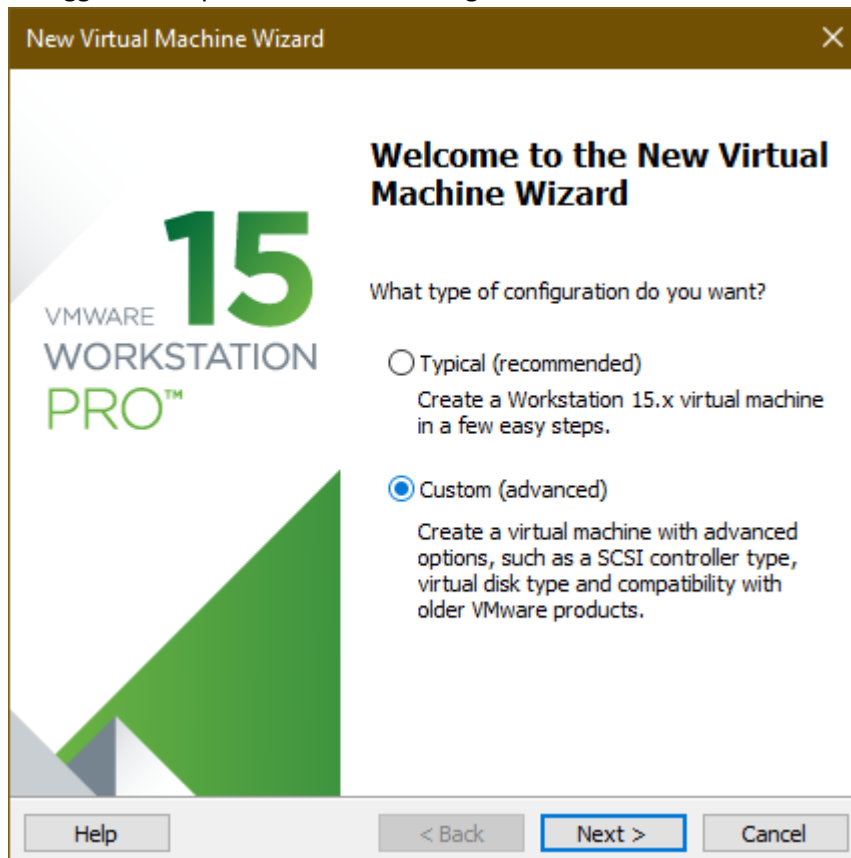 New Virtual Machine Wizard
Welcome to the New Virtual
Machine Wizard
15
VMWARE
WORKSTATION
PRO™
What type of configuration do you want?
Typical (recommended)
Create a Workstation 15.x virtual machine
in a few easy steps.
Custom (advanced)
Create a virtual machine with advanced
options, such as a SCSI controller type,
virtual disk type and compatibility with
older VMware products.
Help
< Back
Next >
Cancel